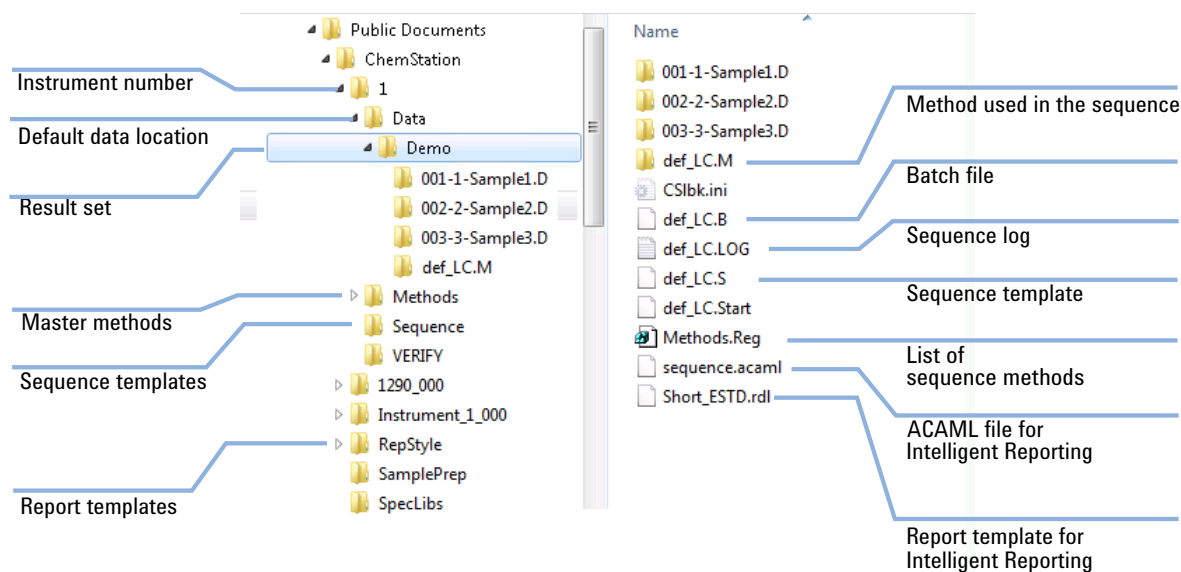 Instrument number
Default data location
Result set
Master methods
Sequence templates
Report templates
Public Documents
ChemStation
1
Data
Demo
001-1-Sample1.D
002-2-Sample2.D
003-3-Sample3.D
def_LC.M
Methods
Sequence
VERIFY
1290_000
Instrument_1_000
RepStyle
SamplePrep
SpecLibs
Name
001-1-Sample1.D
002-2-Sample2.D
003-3-Sample3.D
def_LC.M
CSlbk.ini
def_LC.B
def_LC.LOG
def_LC.S
def_LC.Start
Methods.Reg
sequence.acaml
Short_ESTD.rdl
Method used in the sequence
Batch file
Sequence log
Sequence template
List of
sequence methods
ACAML file for
Intelligent Reporting
Report template for
Intelligent Reporting